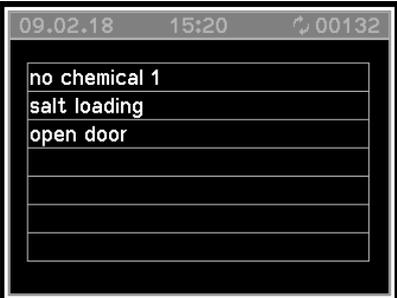 09.02.18 15:20 00132
no chemical 1
salt loading
open door